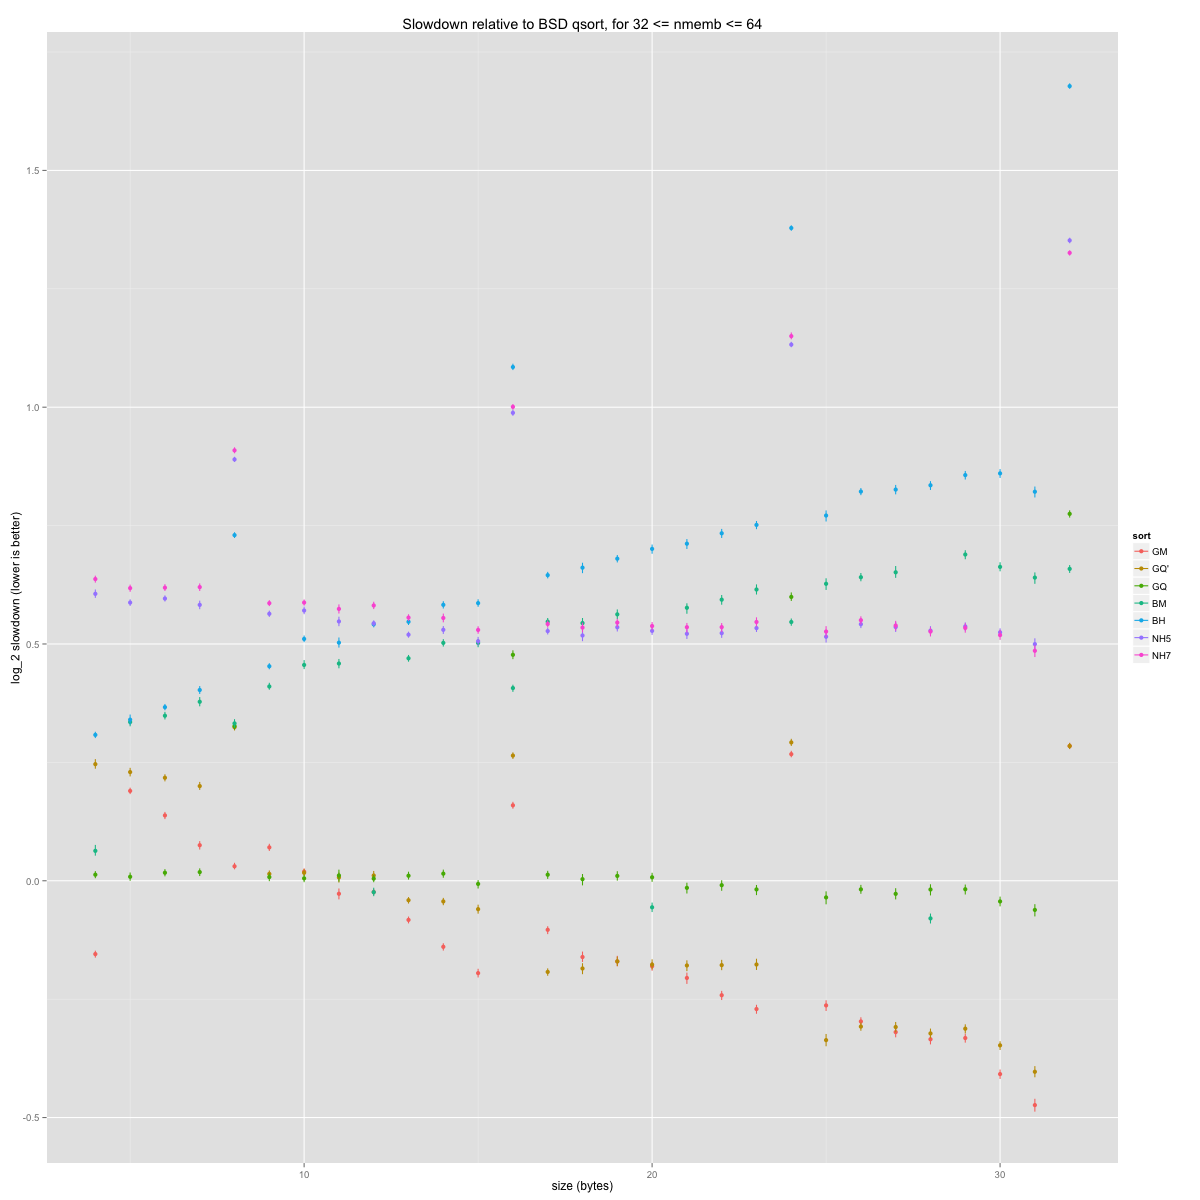 Slowdown relative to BSD qsort, for 32 <= nmemb <= 64
log_2 slowdown (lower is better)
1.5
1.0
0.5
0.0
-0.5
10
20
30
size (bytes)
sort
GM
GQ'
GQ
BM
BH
NH5
NH7